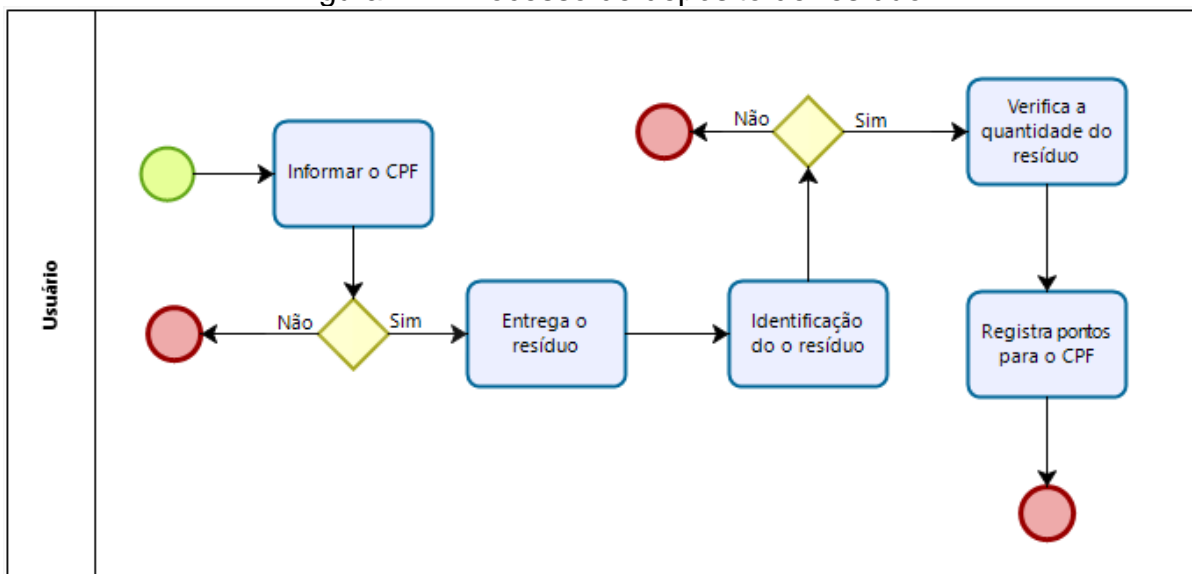 Usuário
Informar o CPF
Não
Sim
Entrega o
resíduo
Identificação
do o resíduo
Não
Sim
Verifica a
quantidade do
resíduo
Registra pontos
para o CPF